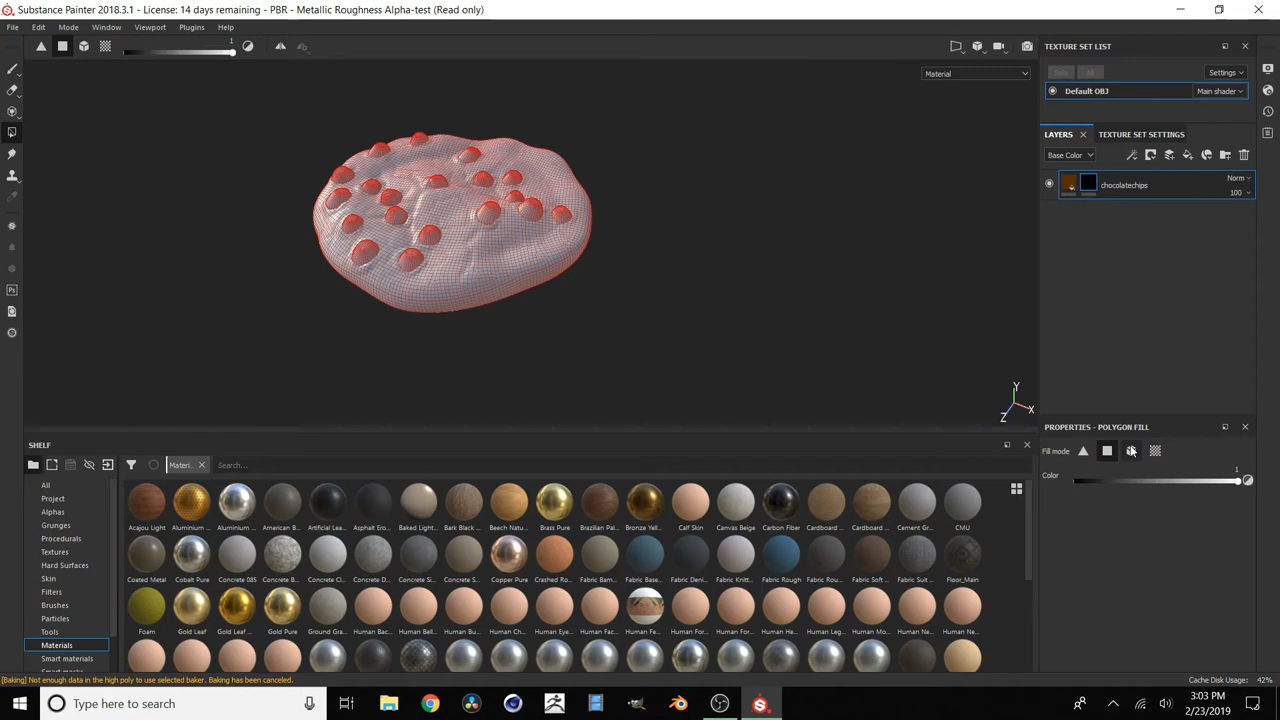 Substance Painter 2018.3.1 - License: 14 days remaining - PBR - Metallic Roughness Alpha-test (Read only)
File Edit Mode Window Viewport Plugins Help
1
Material
TEXTURE SET LIST
Settings
Default OBJ Main shader
LAYERS TEXTURE SET SETTINGS
Base Color
chocolatechips Norm
100
Y
X
Z
PROPERTIES - POLYGON FILL
Fill mode
Color 1
SHELF
Materi... Search...
All
Project
Alphas
Grunges
Procedurals
Textures
Hard Surfaces
Skin
Filters
Brushes
Particles
Tools
Materials
Smart materials
Smart masks
Acajou Light Aluminium ... Aluminium ... American B... Artificial Lea... Asphalt Ero... Baked Light... Bark Black ... Beech Natu... Brass Pure Brazilian Pal... Bronze Yell... Calf Skin Canvas Beige Carbon Fiber Cardboard ... Cardboard ... Cement Gr... CMU
Coated Metal Cobalt Pure Concrete 085 Concrete B... Concrete Cl... Concrete D... Concrete Si... Concrete S... Copper Pure Crashed Ro... Fabric Bam... Fabric Base... Fabric Deni... Fabric Knitt... Fabric Rough Fabric Rou... Fabric Soft ... Fabric Suit ... Floor_Main
Foam Gold Leaf Gold Leaf ... Gold Pure Ground Gra... Human Bac... Human Bell... Human Bu... Human Ch... Human Eye... Human Fac... Human Fe... Human For... Human For... Human He... Human Leg... Human Mo... Human Ne... Human Ne...
[Baking] Not enough data in the high poly to use selected baker. Baking has been canceled.
Cache Disk Usage: 42%
Type here to search
3:03 PM
2/23/2019